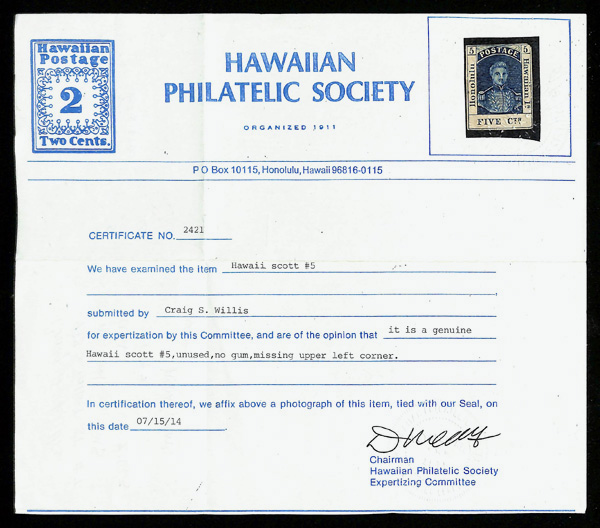 Hawaiian
Postage
2
Two Cents.
HAWAIIAN
PHILATELIC SOCIETY
ORGANIZED 1911
5 POSTAGE 5
Honolulu
Hawaiian Is.
FIVE Cts.
P O Box 10115, Honolulu, Hawaii 96816-0115
CERTIFICATE NO. 2421
We have examined the item Hawaii scott #5
submitted by Craig S. Willis
for expertization by this Committee, and are of the opinion that it is a genuine
Hawaii scott #5,unused,no gum,missing upper left corner.
In certification thereof, we affix above a photograph of this item, tied with our Seal, on
this date 07/15/14
Chairman
Hawaiian Philatelic Society
Expertizing Committee